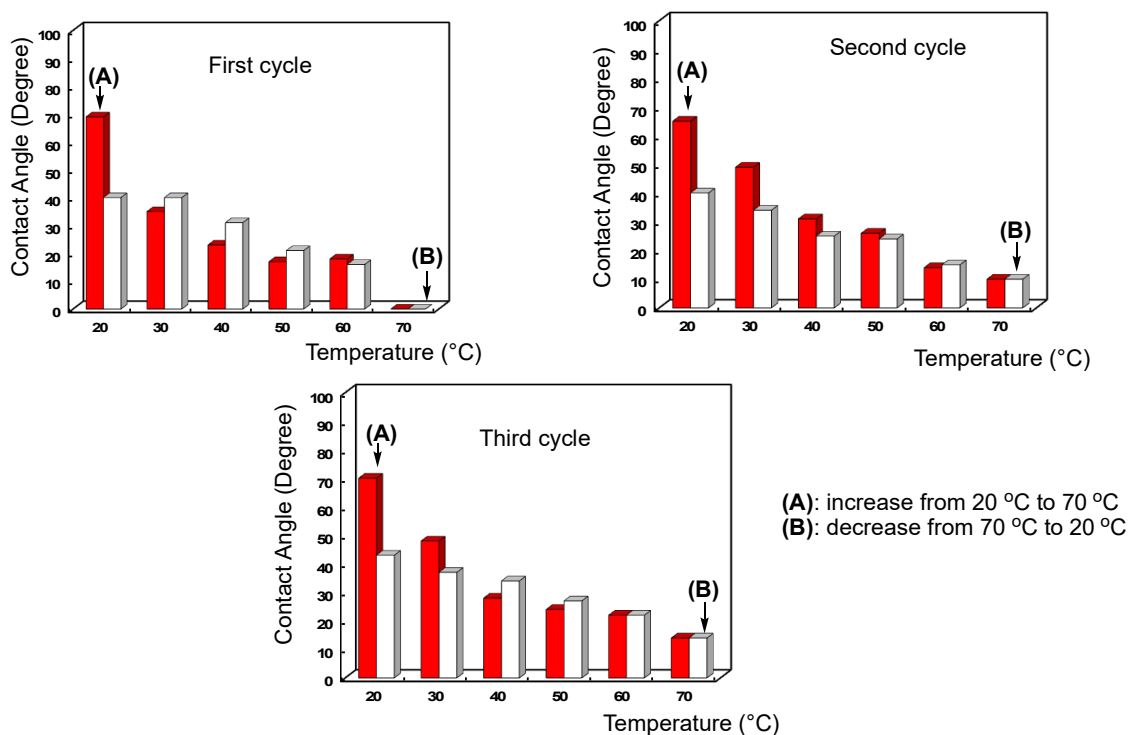 First cycle
(A)
(B)
Contact Angle (Degree)
100
90
80
70
60
50
40
30
20
10
0
20 30 40 50 60 70
Temperature (°C)
Second cycle
(A)
(B)
Contact Angle (Degree)
100
90
80
70
60
50
40
30
20
10
0
20 30 40 50 60 70
Temperature (°C)
Third cycle
(A)
(B)
Contact Angle (Degree)
100
90
80
70
60
50
40
30
20
10
0
20 30 40 50 60 70
Temperature (°C)
(A): increase from 20 °C to 70 °C
(B): decrease from 70 °C to 20 °C